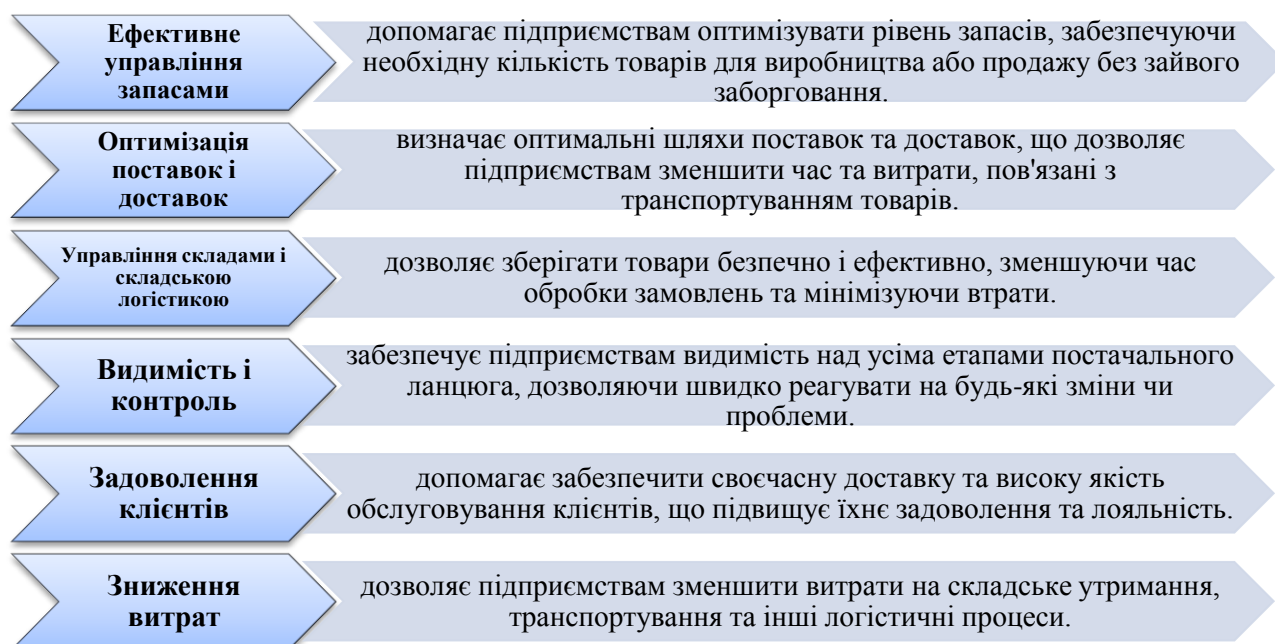 Ефективне
управління
запасами
допомагає підприємствам оптимізувати рівень запасів, забезпечуючи
необхідну кількість товарів для виробництва або продажу без зайвого
заборговання.
Оптимізація
поставок і
доставок
визначає оптимальні шляхи поставок та доставок, що дозволяє
підприємствам зменшити час та витрати, пов'язані з
транспортуванням товарів.
Управління складами і
складською
логістикою
дозволяє зберігати товари безпечно і ефективно, зменшуючи час
обробки замовлень та мінімізуючи втрати.
Видимість і
контроль
забезпечує підприємствам видимість над усіма етапами постачального
ланцюга, дозволяючи швидко реагувати на будь-які зміни чи
проблеми.
Задоволення
клієнтів
допомагає забезпечити своєчасну доставку та високу якість
обслуговування клієнтів, що підвищує їхнє задоволення та лояльність.
Зниження
витрат
дозволяє підприємствам зменшити витрати на складське утримання,
транспортування та інші логістичні процеси.